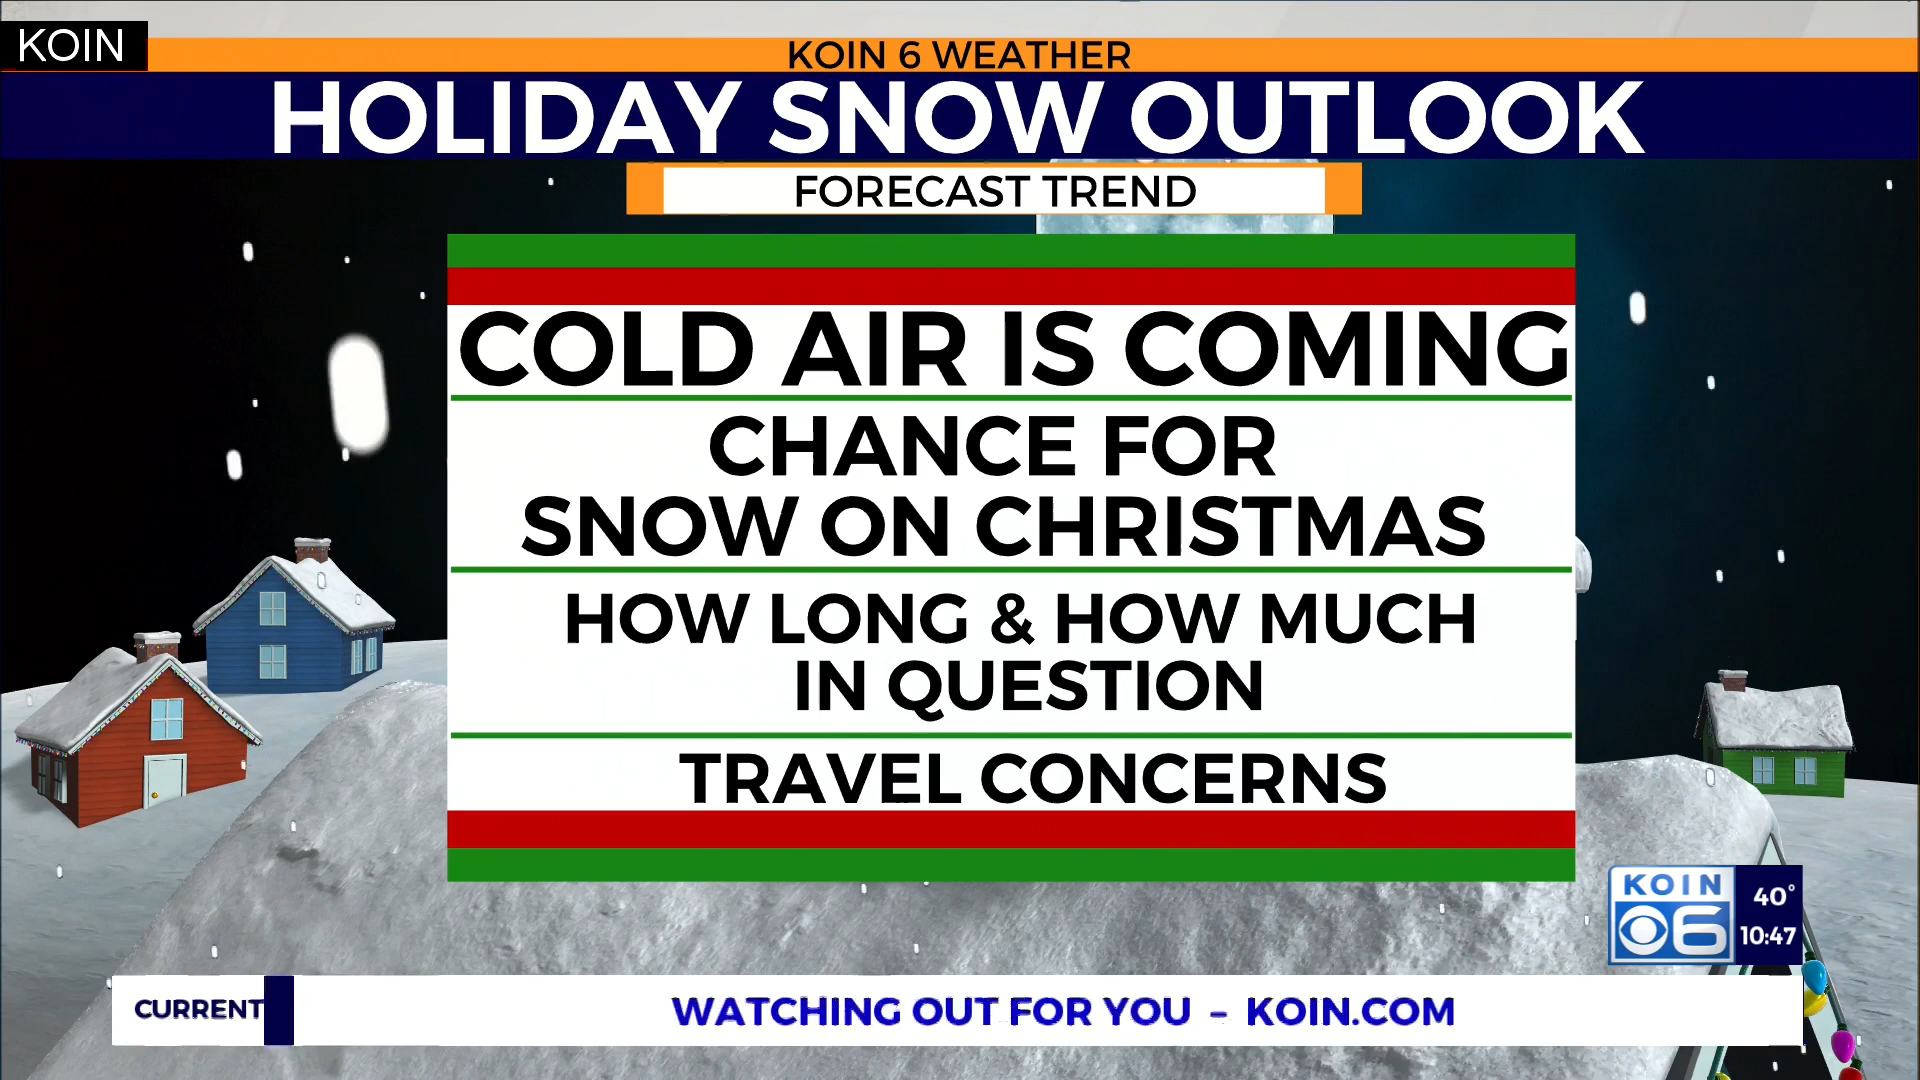 KOIN
KOIN 6 WEATHER
HOLIDAY SNOW OUTLOOK
FORECAST TREND
COLD AIR IS COMING
CHANCE FOR
SNOW ON CHRISTMAS
HOW LONG & HOW MUCH
IN QUESTION
TRAVEL CONCERNS
KOIN
6
40°
10:47
CURRENT
WATCHING OUT FOR YOU – KOIN.COM